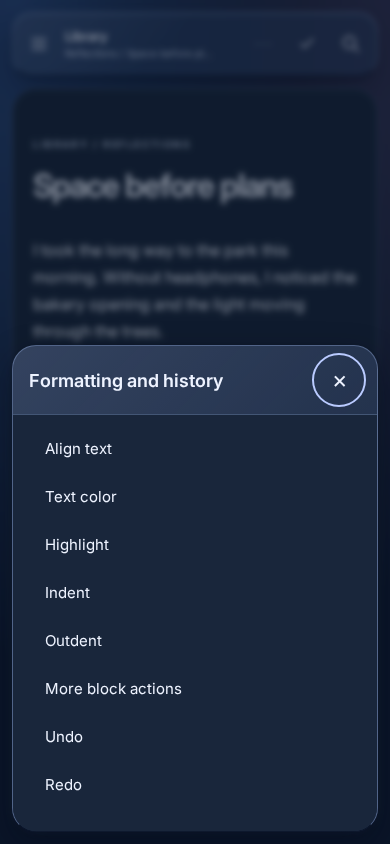 Library
LIBRARY / REFLECTIONS
Space before plans
I took the long way to the park this
morning. Without headphones, I noticed the
bakery opening and the light moving
through the trees.
Formatting and history
Align text
Text color
Highlight
Indent
Outdent
More block actions
Undo
Redo